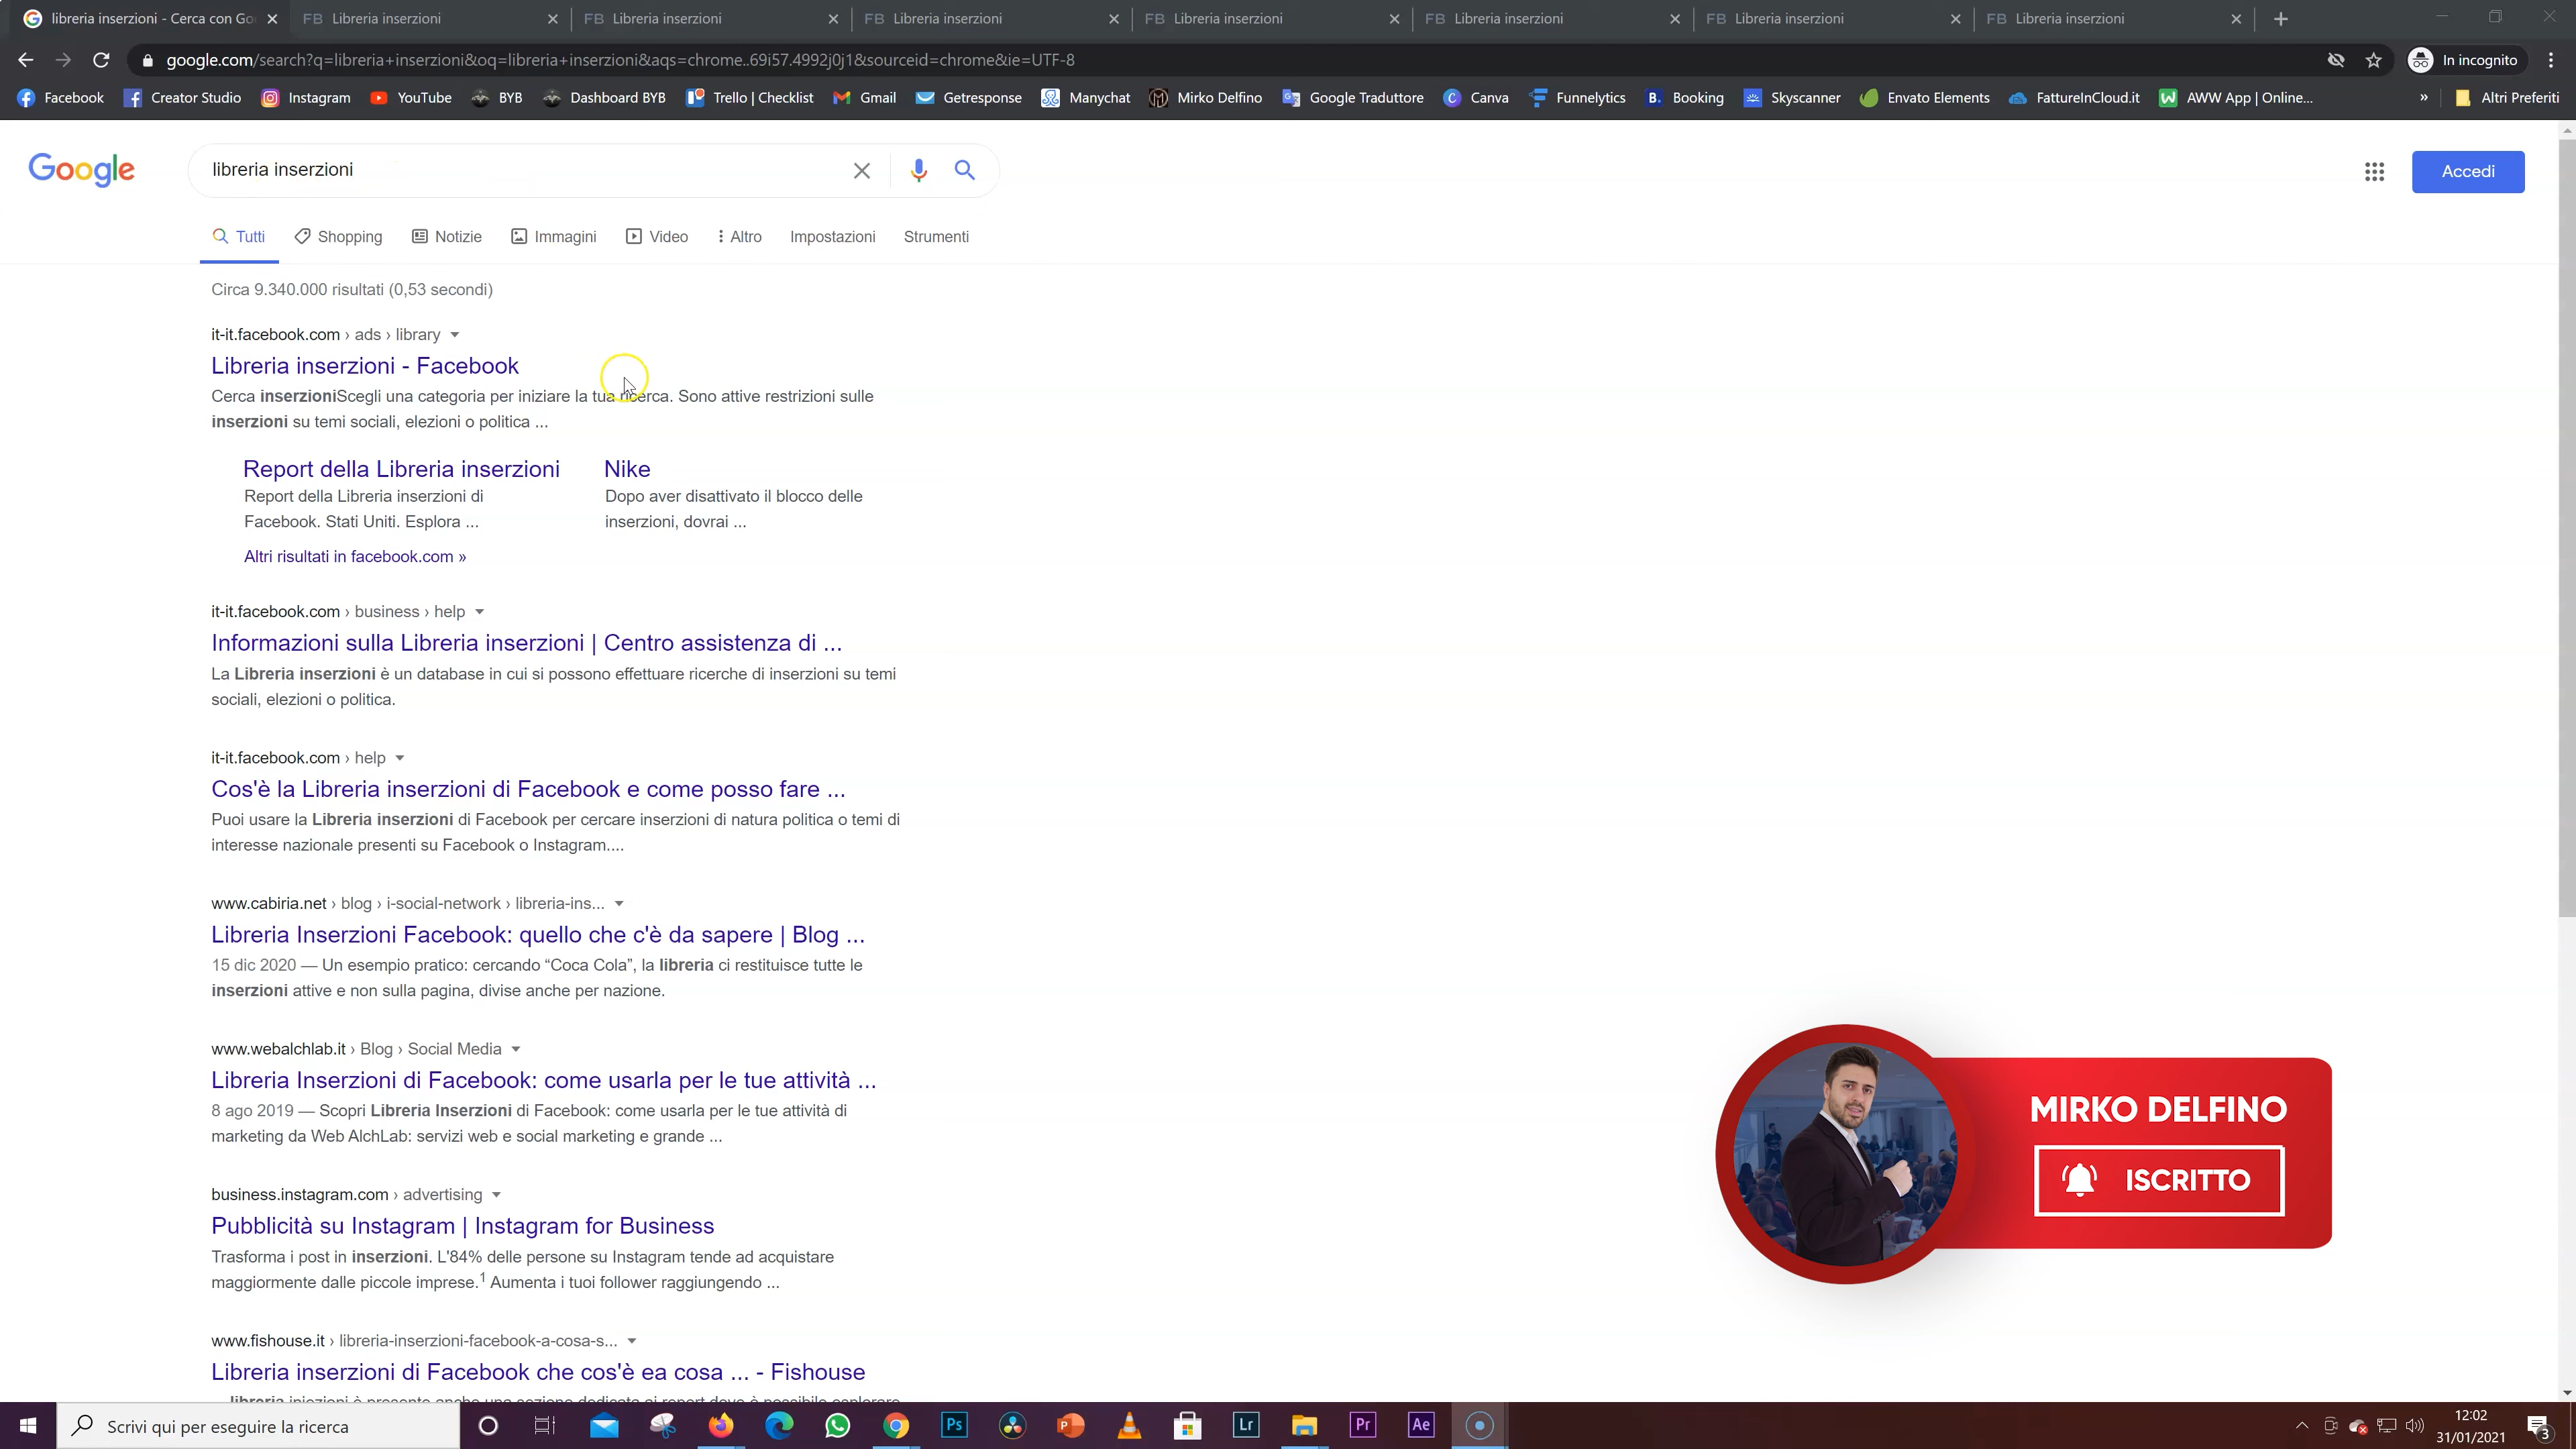 libreria inserzioni - Cerca con Goo
FB Libreria inserzioni
FB Libreria inserzioni
FB Libreria inserzioni
FB Libreria inserzioni
FB Libreria inserzioni
FB Libreria inserzioni
FB Libreria inserzioni
google.com/search?q=libreria+inserzioni&oq=libreria+inserzioni&aqs=chrome..69i57.4992j0j1&sourceid=chrome&ie=UTF-8
In incognito
Facebook Creator Studio Instagram YouTube BYB Dashboard BYB Trello | Checklist Gmail Getresponse Manychat Mirko Delfino Google Traduttore Canva Funnelytics Booking Skyscanner Envato Elements FattureInCloud.it AWW App | Online... » Altri Preferiti
Google
libreria inserzioni
Accedi
Tutti Shopping Notizie Immagini Video Altro Impostazioni Strumenti
Circa 9.340.000 risultati (0,53 secondi)
it-it.facebook.com › ads › library
Libreria inserzioni - Facebook
Cerca inserzioniScegli una categoria per iniziare la tua ricerca. Sono attive restrizioni sulle
inserzioni su temi sociali, elezioni o politica ...
Report della Libreria inserzioni
Report della Libreria inserzioni di
Facebook. Stati Uniti. Esplora ...
Nike
Dopo aver disattivato il blocco delle
inserzioni, dovrai ...
Altri risultati in facebook.com »
it-it.facebook.com › business › help
Informazioni sulla Libreria inserzioni | Centro assistenza di ...
La Libreria inserzioni è un database in cui si possono effettuare ricerche di inserzioni su temi
sociali, elezioni o politica.
it-it.facebook.com › help
Cos'è la Libreria inserzioni di Facebook e come posso fare ...
Puoi usare la Libreria inserzioni di Facebook per cercare inserzioni di natura politica o temi di
interesse nazionale presenti su Facebook o Instagram....
www.cabiria.net › blog › i-social-network › libreria-ins...
Libreria Inserzioni Facebook: quello che c'è da sapere | Blog ...
15 dic 2020 — Un esempio pratico: cercando “Coca Cola”, la libreria ci restituisce tutte le
inserzioni attive e non sulla pagina, divise anche per nazione.
www.webalchlab.it › Blog › Social Media
Libreria Inserzioni di Facebook: come usarla per le tue attività ...
8 ago 2019 — Scopri Libreria Inserzioni di Facebook: come usarla per le tue attività di
marketing da Web AlchLab: servizi web e social marketing e grande ...
business.instagram.com › advertising
Pubblicità su Instagram | Instagram for Business
Trasforma i post in inserzioni. L'84% delle persone su Instagram tende ad acquistare
maggiormente dalle piccole imprese.1 Aumenta i tuoi follower raggiungendo ...
www.fishouse.it › libreria-inserzioni-facebook-a-cosa-s...
Libreria inserzioni di Facebook che cos'è ea cosa ... - Fishouse
MIRKO DELFINO
ISCRITTO
Scrivi qui per eseguire la ricerca
Ps
Lr
Pr
Ae
12:02
31/01/2021
3